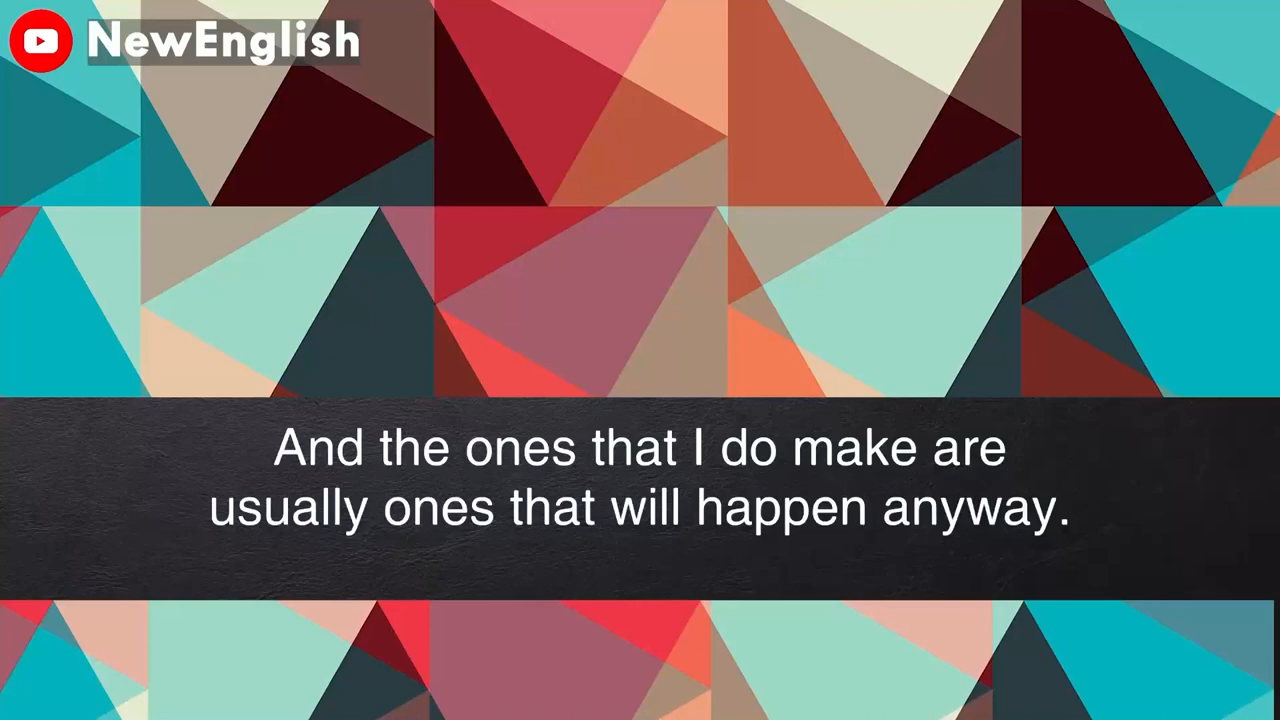 NewEnglish
And the ones that I do make are
usually ones that will happen anyway.